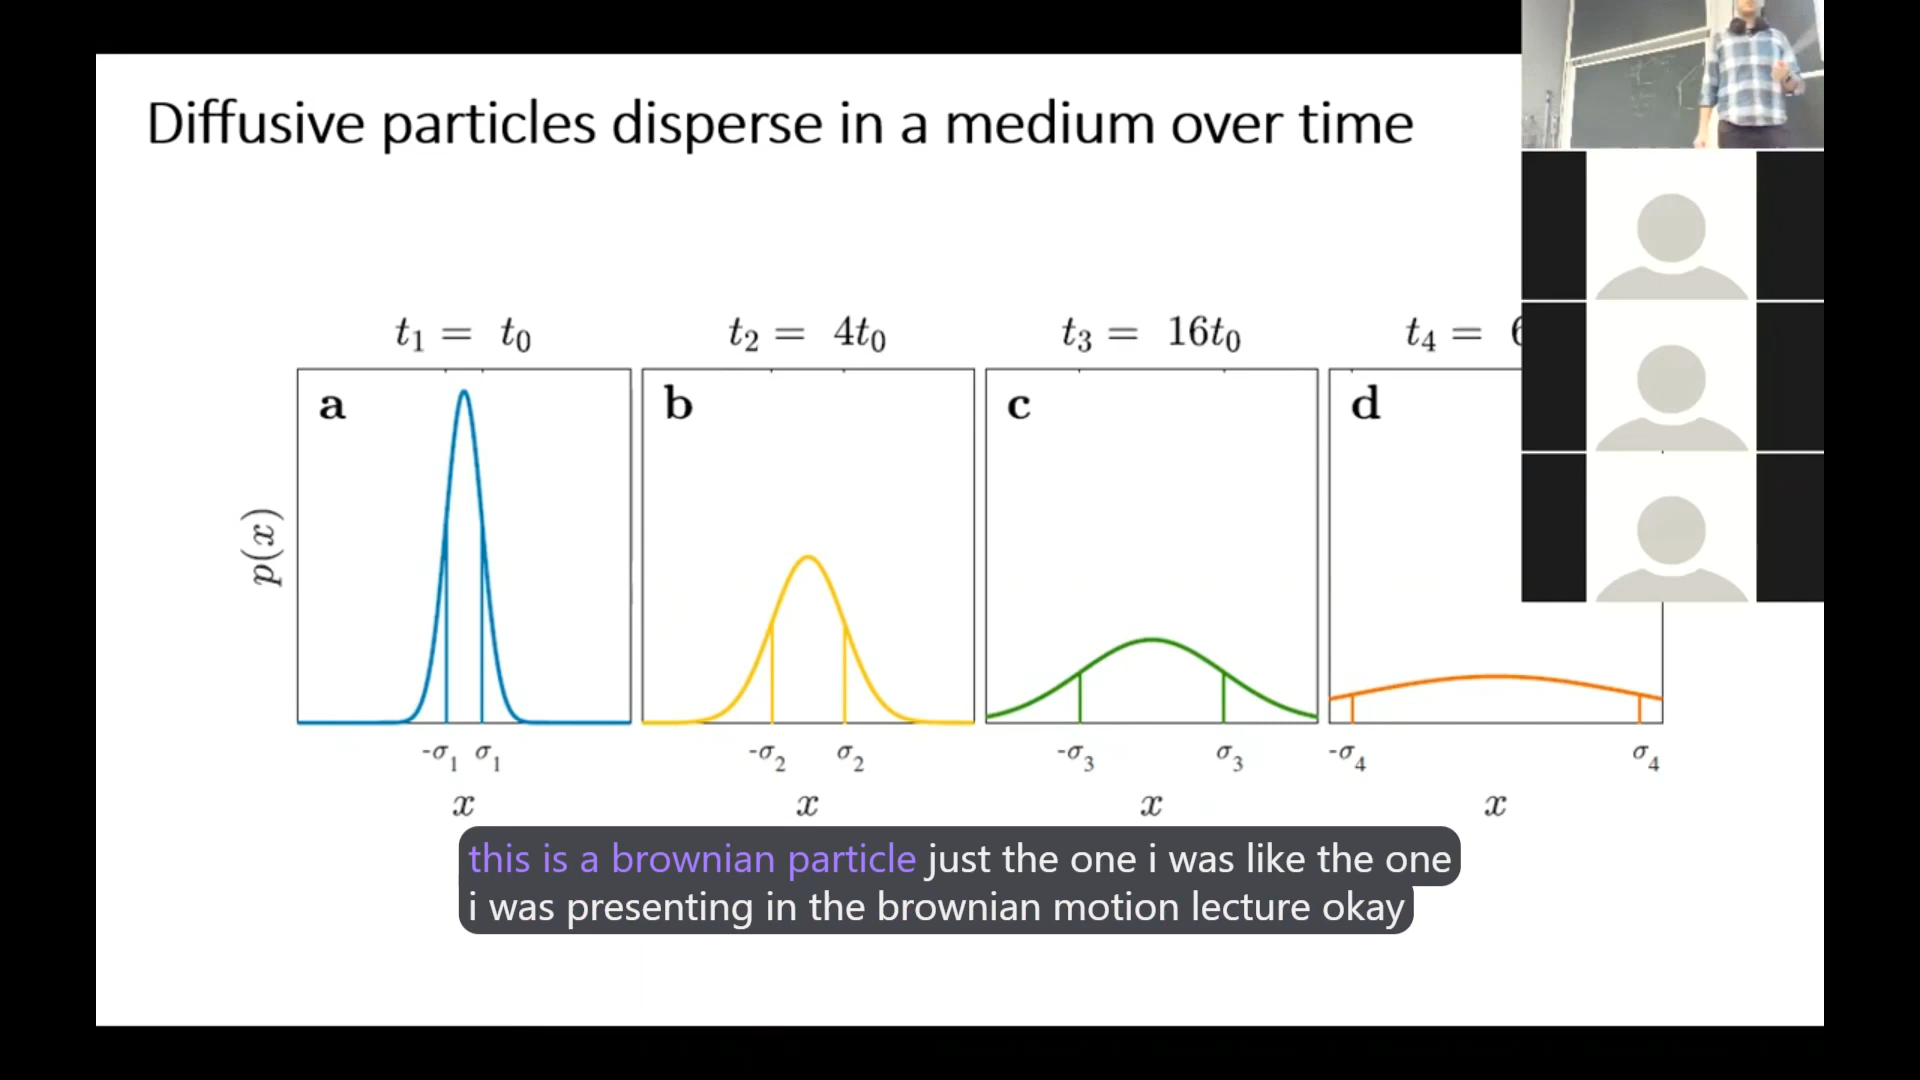 Diffusive particles disperse in a medium over time
t₁ = t₀
t₂ = 4t₀
t₃ = 16t₀
t₄ =
a
b
c
d
p(x)
-σ₁ σ₁
-σ₂ σ₂
-σ₃ σ₃
-σ₄ σ₄
x
x
x
x
this is a brownian particle just the one i was like the one
i was presenting in the brownian motion lecture okay